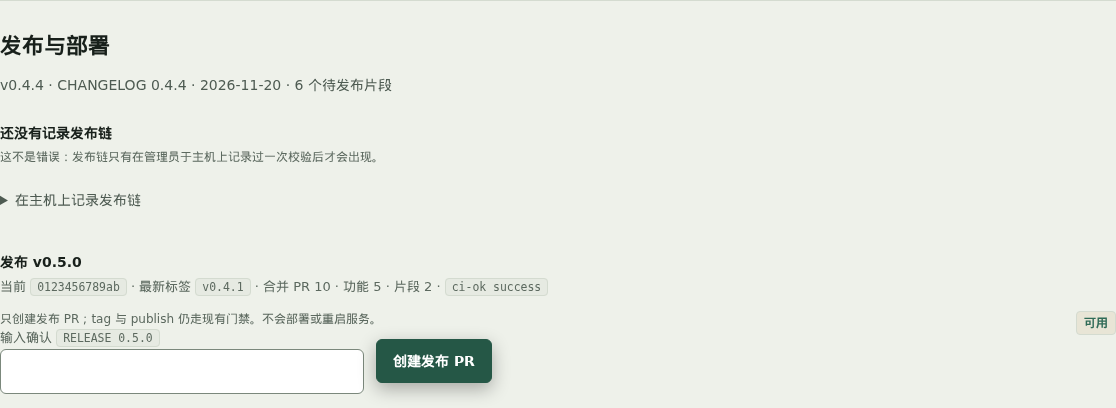 发布与部署
v0.4.4 · CHANGELOG 0.4.4 · 2026-11-20 · 6 个待发布片段
还没有记录发布链
这不是错误：发布链只有在管理员于主机上记录过一次校验后才会出现。
▶ 在主机上记录发布链
发布 v0.5.0
当前 0123456789ab · 最新标签 v0.4.1 · 合并 PR 10 · 功能 5 · 片段 2 · ci-ok success
只创建发布 PR；tag 与 publish 仍走现有门禁。不会部署或重启服务。
可用
输入确认 RELEASE 0.5.0
创建发布 PR